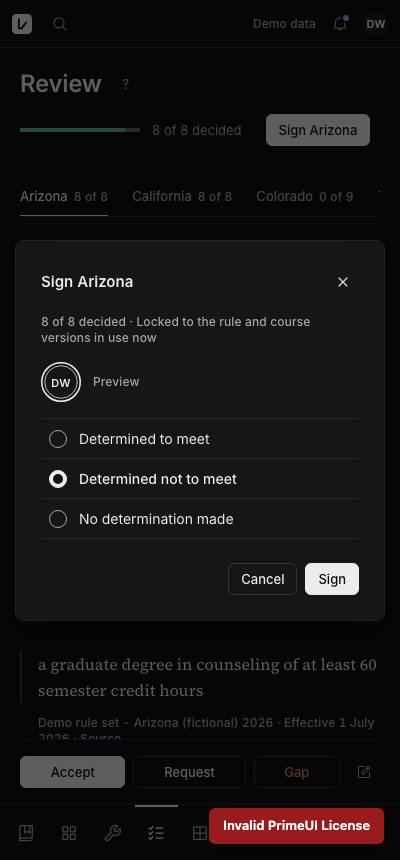 Demo data
DW
Review ?
8 of 8 decided
Sign Arizona
Arizona 8 of 8
California 8 of 8
Colorado 0 of 9
Sign Arizona
8 of 8 decided · Locked to the rule and course
versions in use now
DW
Preview
Determined to meet
Determined not to meet
No determination made
Cancel
Sign
a graduate degree in counseling of at least 60
semester credit hours
Demo rule set - Arizona (fictional) 2026 · Effective 1 July
2026 · Source
Accept
Request
Gap
Invalid PrimeUI License